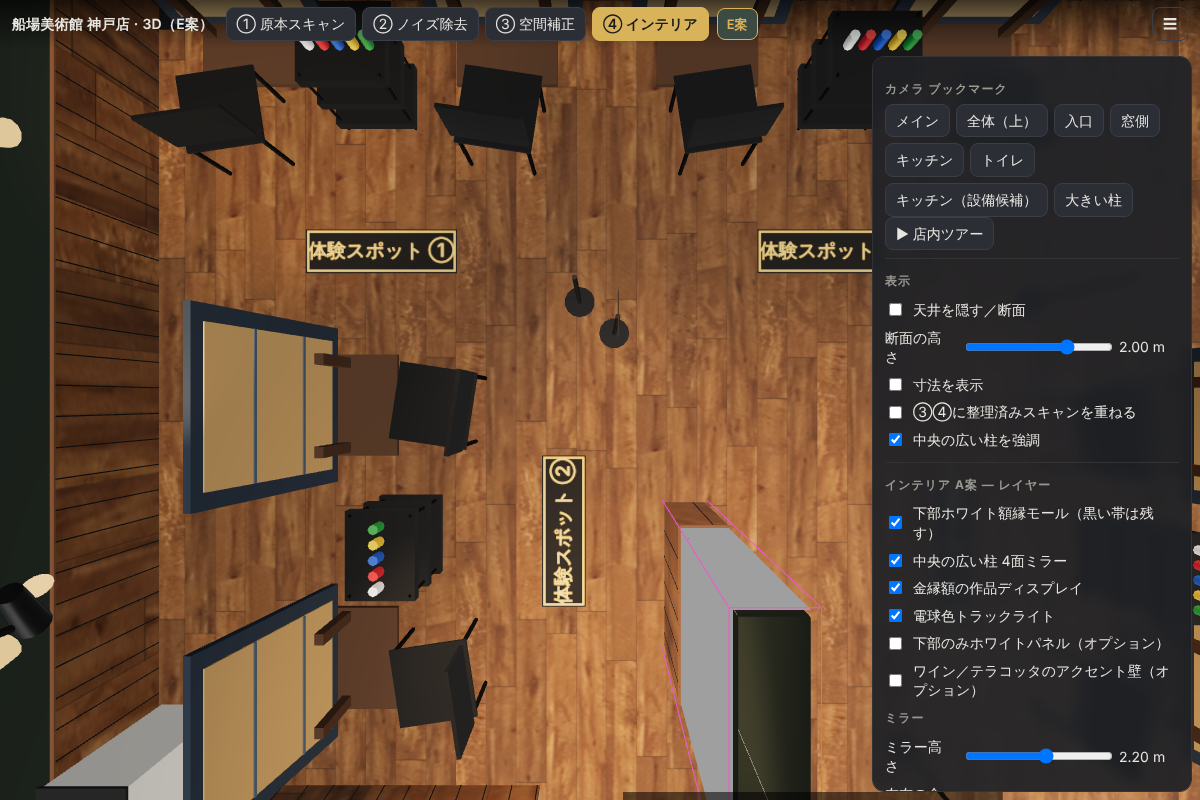 船場美術館 神戸店 · 3D（E案）
① 原本スキャン
② ノイズ除去
③ 空間補正
④ インテリア
E案
☰
カメラ ブックマーク
メイン
全体（上）
入口
窓側
キッチン
トイレ
キッチン（設備候補）
大きい柱
▶ 店内ツアー
表示
天井を隠す／断面
断面の高さ
2.00 m
寸法を表示
③④に整理済みスキャンを重ねる
中央の広い柱を強調
インテリア A案 — レイヤー
下部ホワイト額縁モール（黒い帯は残
す）
中央の広い柱 4面ミラー
金縁額の作品ディスプレイ
電球色トラックライト
下部のみホワイトパネル（オプション）
ワイン／テラコッタのアクセント壁（オ
プション）
ミラー
ミラー高さ
2.20 m
体験スポット ①
体験スポット
体験スポット ②